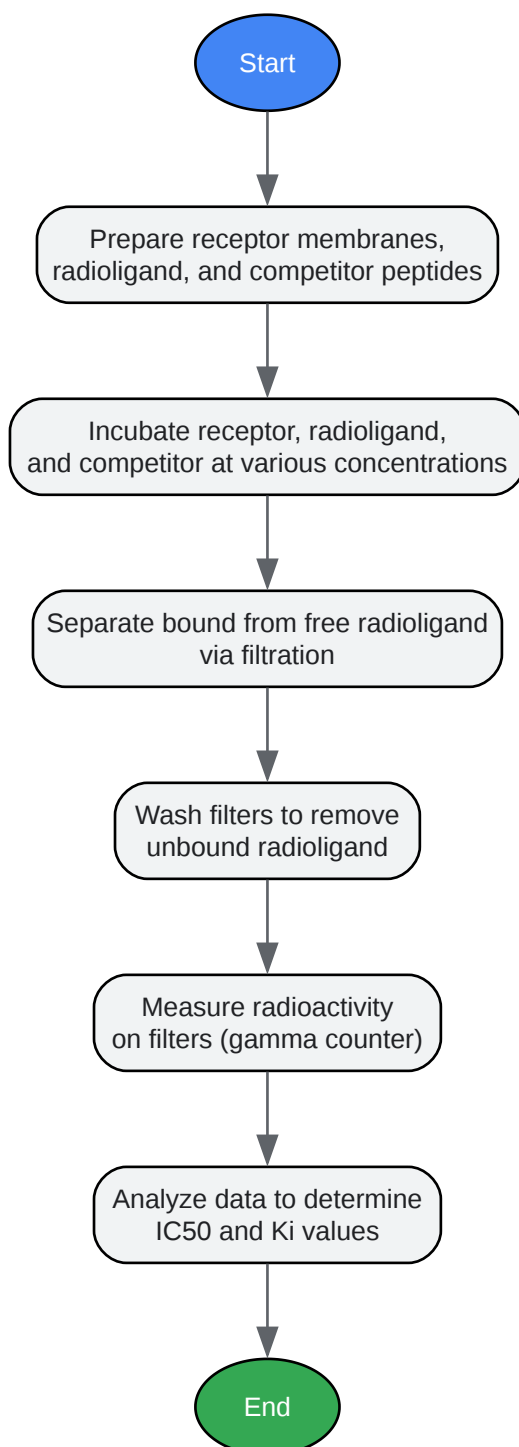 Start
Prepare receptor membranes,
radioligand, and competitor peptides
Incubate receptor, radioligand,
and competitor at various concentrations
Separate bound from free radioligand
via filtration
Wash filters to remove
unbound radioligand
Measure radioactivity
on filters (gamma counter)
Analyze data to determine
IC50 and Ki values
End